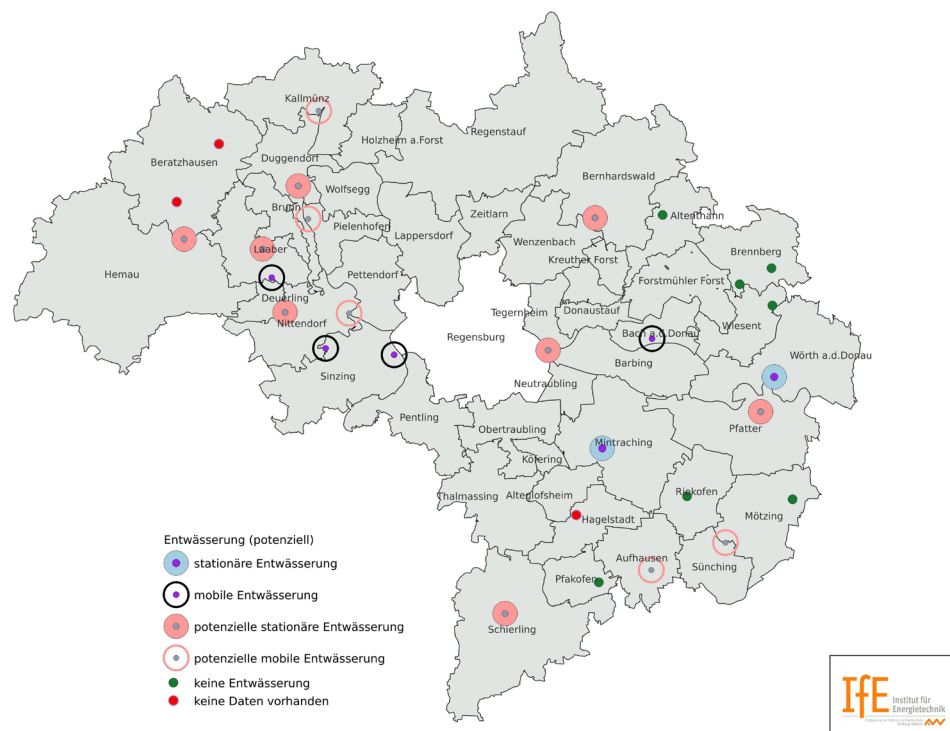 Kallmünz
Holzheim a.Forst
Regenstauf
Beratzhausen
Duggendorf
Bernhardswald
Wolfsegg
Brunn
Zeitlarn
Altenthann
Pielenhofen
Lappersdorf
Wenzenbach
Laaber
Brennberg
Kreuther Forst
Hemau
Pettendorf
Forstmühler Forst
Deuerling
Donaustauf
Tegernheim
Nittendorf
Wiesent
Regensburg
Bach a.d.Donau
Wörth a.d.Donau
Barbing
Sinzing
Neutraubling
Pentling
Obertraubling
Pfatter
Mintraching
Köfering
Thalmassing
Alteglofsheim
Riekofen
Hagelstadt
Mötzing
Aufhausen
Sünching
Pfakofen
Schierling
Entwässerung (potenziell)
stationäre Entwässerung
mobile Entwässerung
potenzielle stationäre Entwässerung
potenzielle mobile Entwässerung
keine Entwässerung
keine Daten vorhanden
IfE Institut für
Energietechnik